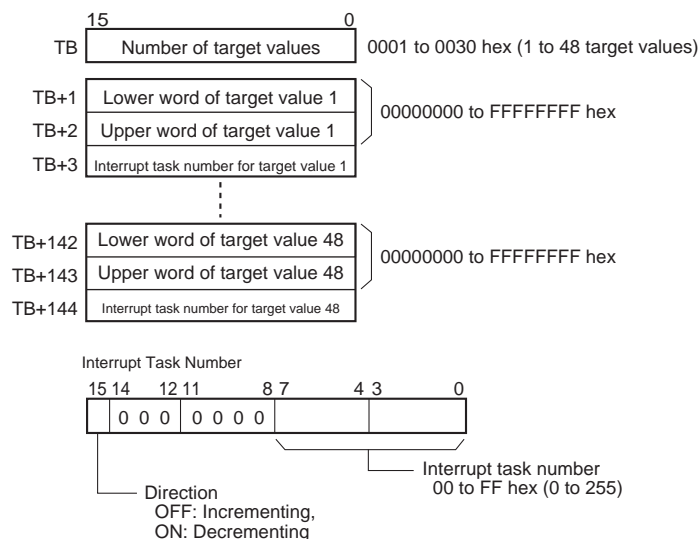 15 0
TB Number of target values 0001 to 0030 hex (1 to 48 target values)
TB+1 Lower word of target value 1
00000000 to FFFFFFFF hex
TB+2 Upper word of target value 1
TB+3 Interrupt task number for target value 1
TB+142 Lower word of target value 48
00000000 to FFFFFFFF hex
TB+143 Upper word of target value 48
TB+144 Interrupt task number for target value 48
Interrupt Task Number
15 14 12 11 8 7 4 3 0
0 0 0 0 0 0 0
Interrupt task number
00 to FF hex (0 to 255)
Direction
OFF: Incrementing,
ON: Decrementing